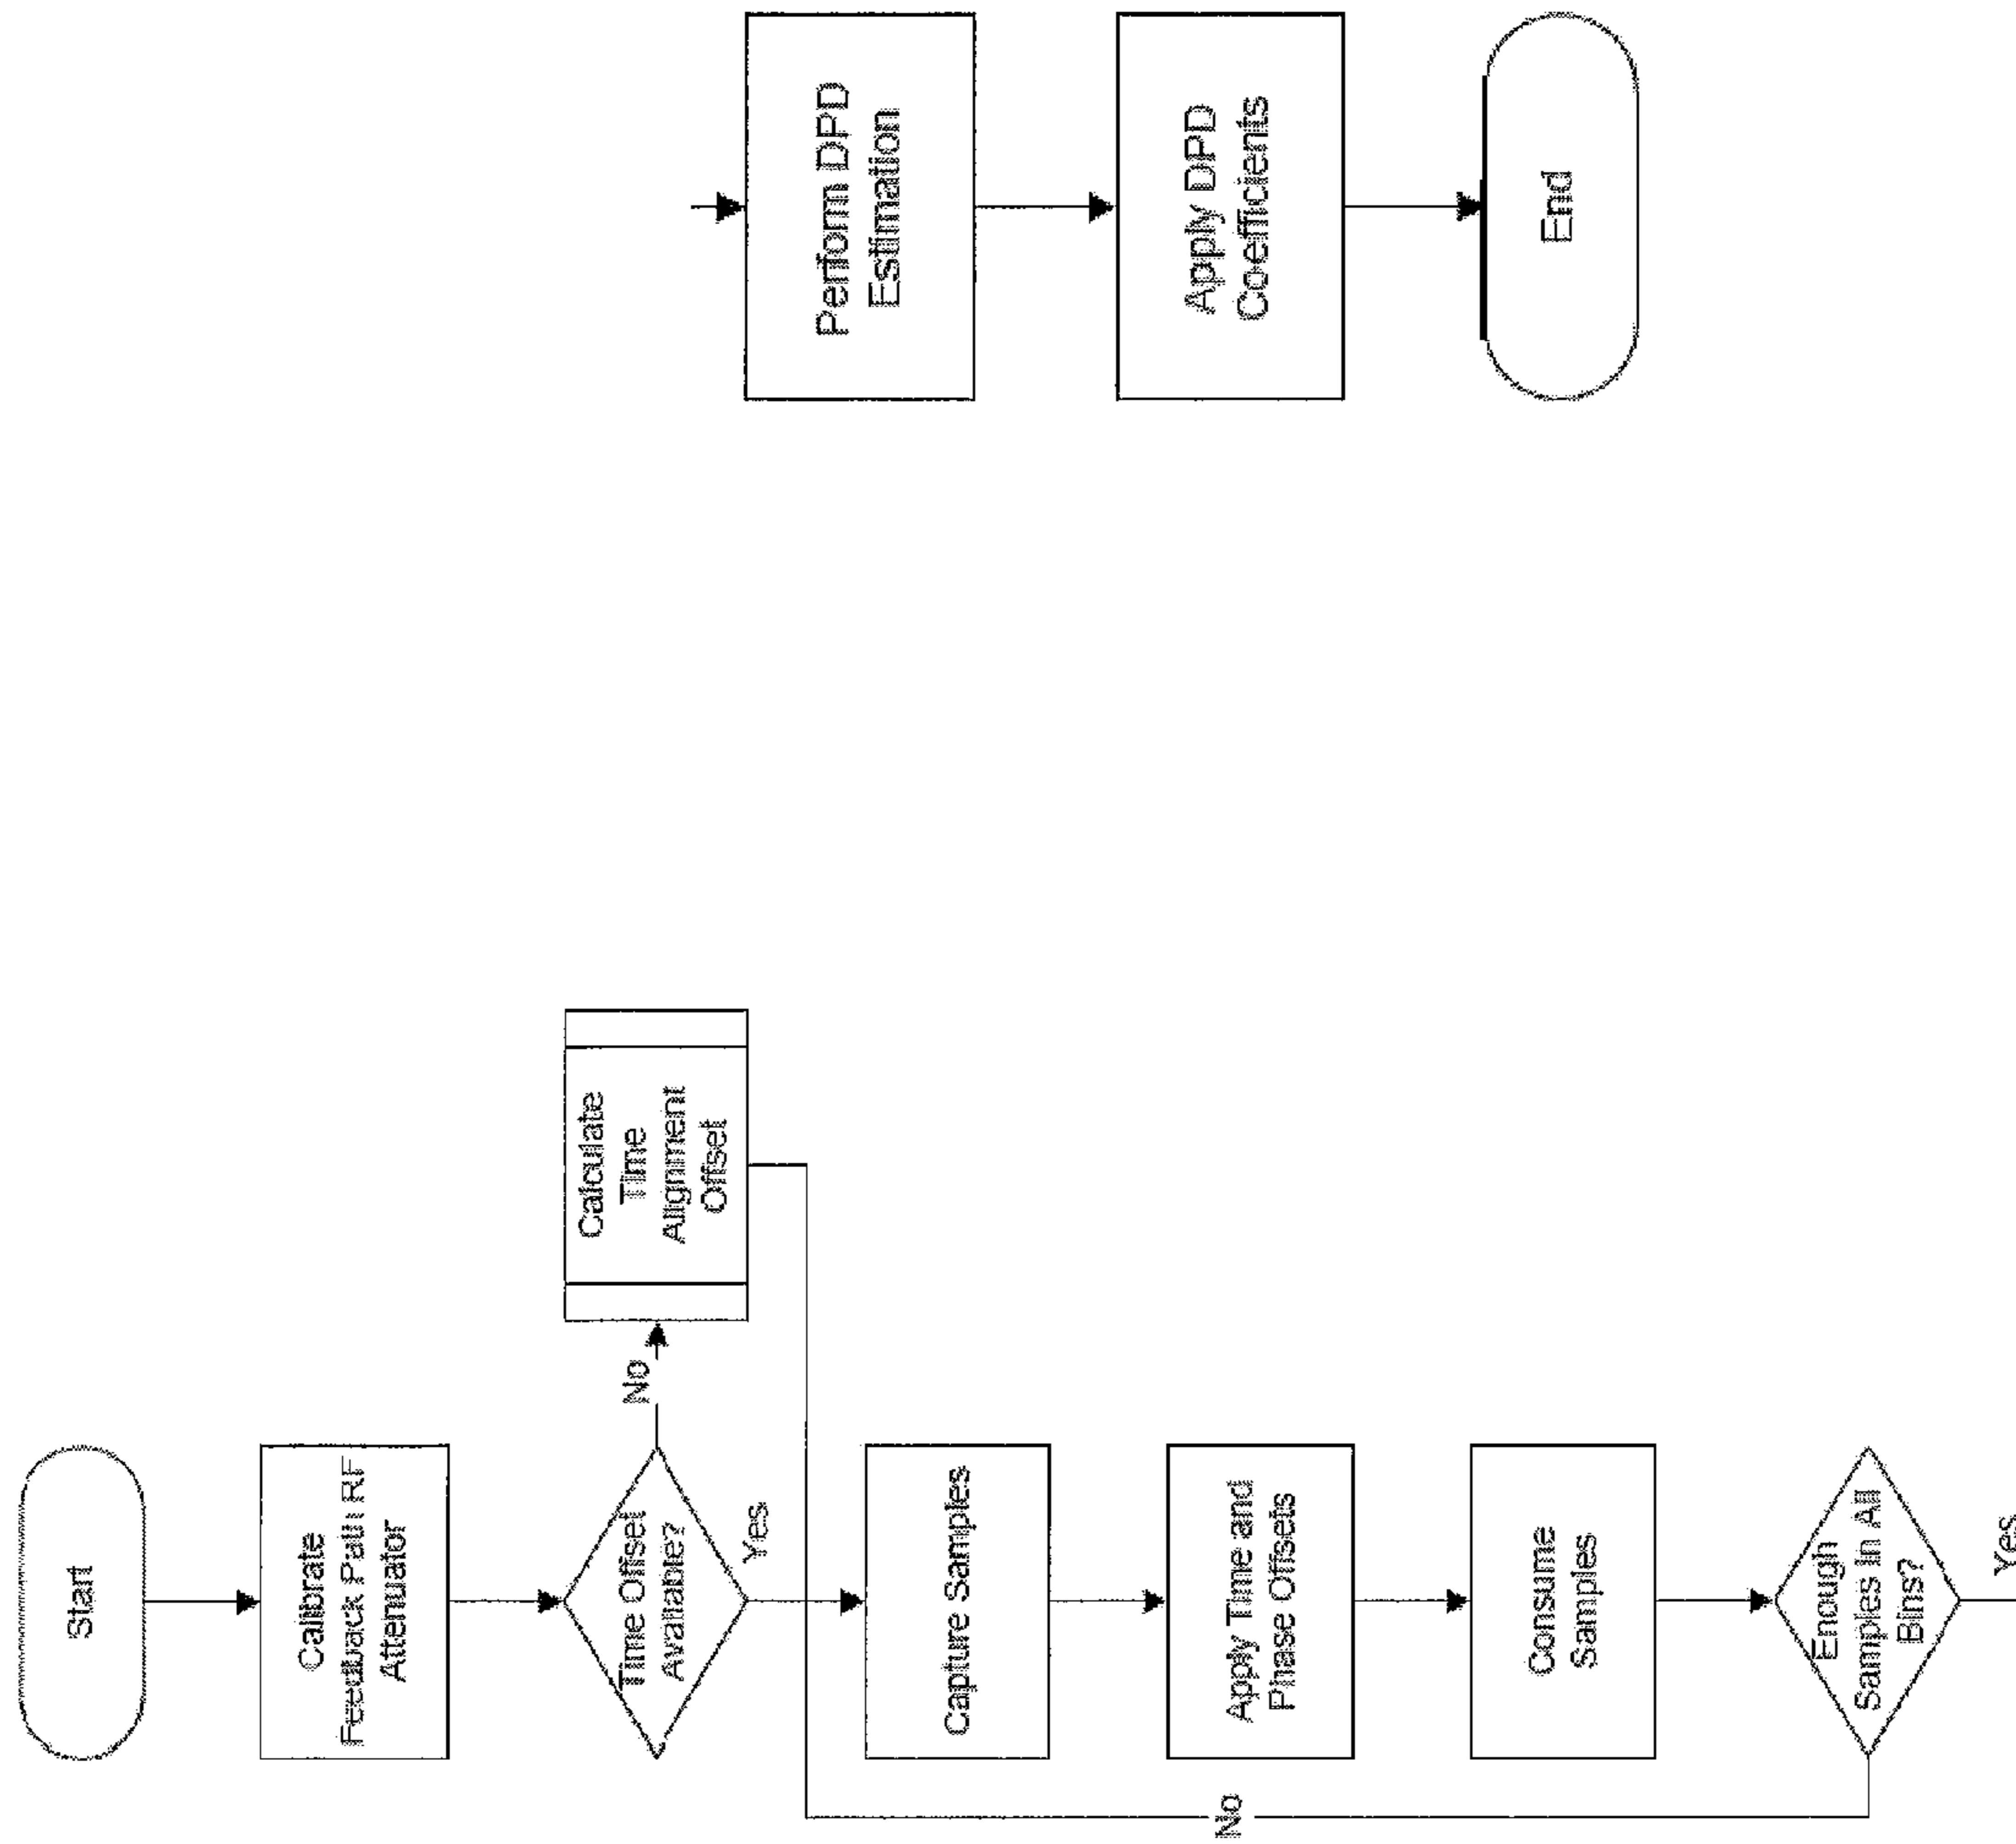 Start
Calibrate
Feedback Path RF
Attenuator
Time Offset
Available?
No
Calculate
Time
Alignment
Offset
Yes
Capture Samples
Apply Time and
Phase Offsets
Consume
Samples
Enough
Samples In All
Bins?
No
Yes
Perform DPD
Estimation
Apply DPD
Coefficients
End